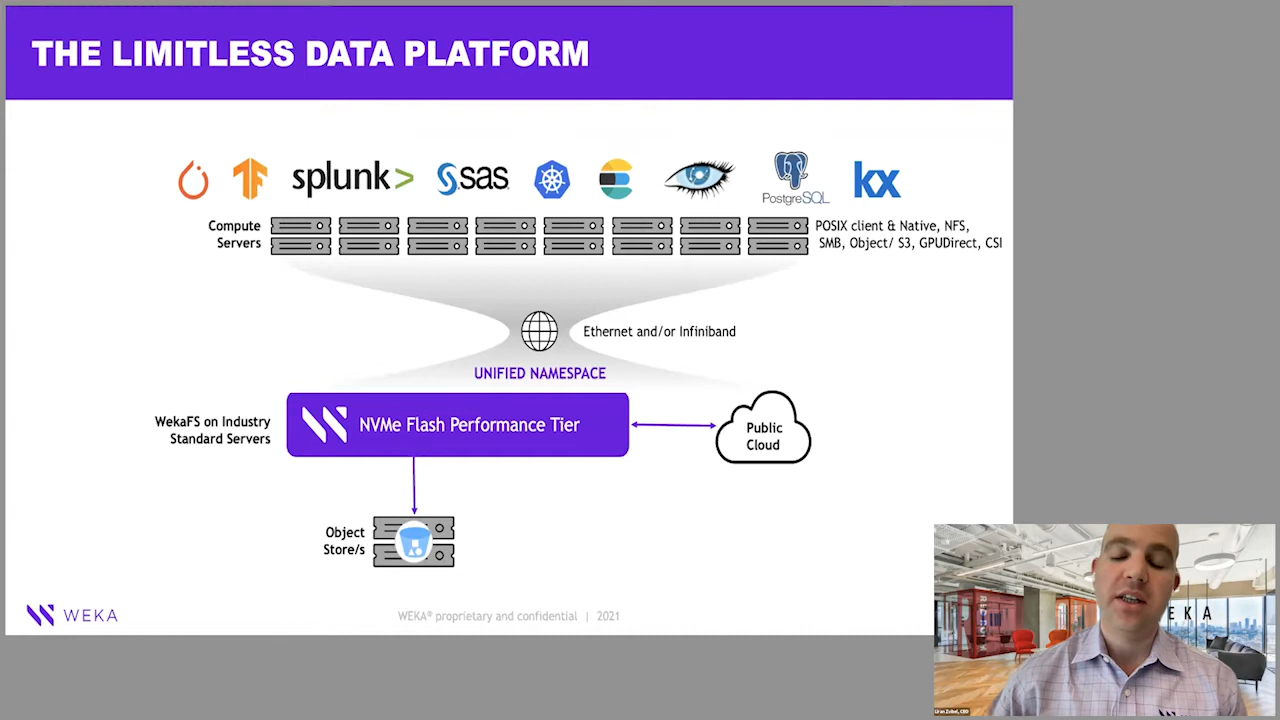 THE LIMITLESS DATA PLATFORM
splunk>
sas
PostgreSQL
kx
Compute
Servers
POSIX client & Native, NFS,
SMB, Object/ S3, GPUDirect, CSI
Ethernet and/or Infiniband
UNIFIED NAMESPACE
WekaFS on Industry
Standard Servers
NVMe Flash Performance Tier
Public
Cloud
Object
Store/s
WEKA
WEKA® proprietary and confidential | 2021
EKA